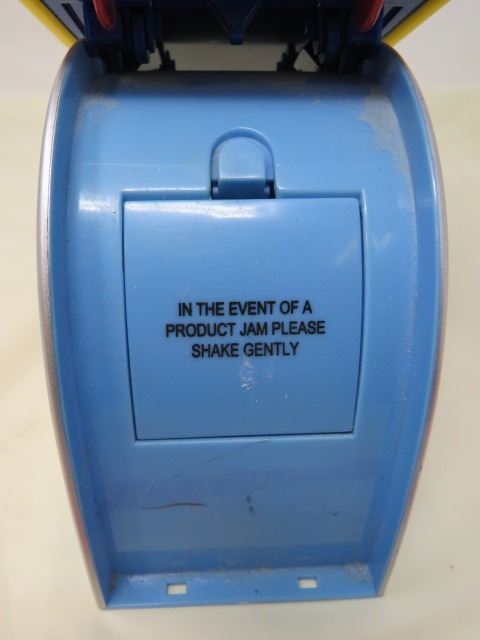 IN THE EVENT OF A
PRODUCT JAM PLEASE
SHAKE GENTLY